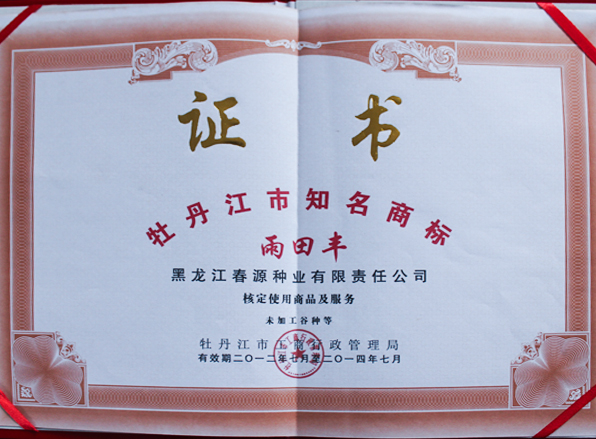 证书
牡丹江市知名商标
雨田丰
黑龙江春源种业有限责任公司
核定使用商品及服务
未加工谷种等
牡丹江市工商行政管理局
有效期二〇一二年七月至二〇一四年七月